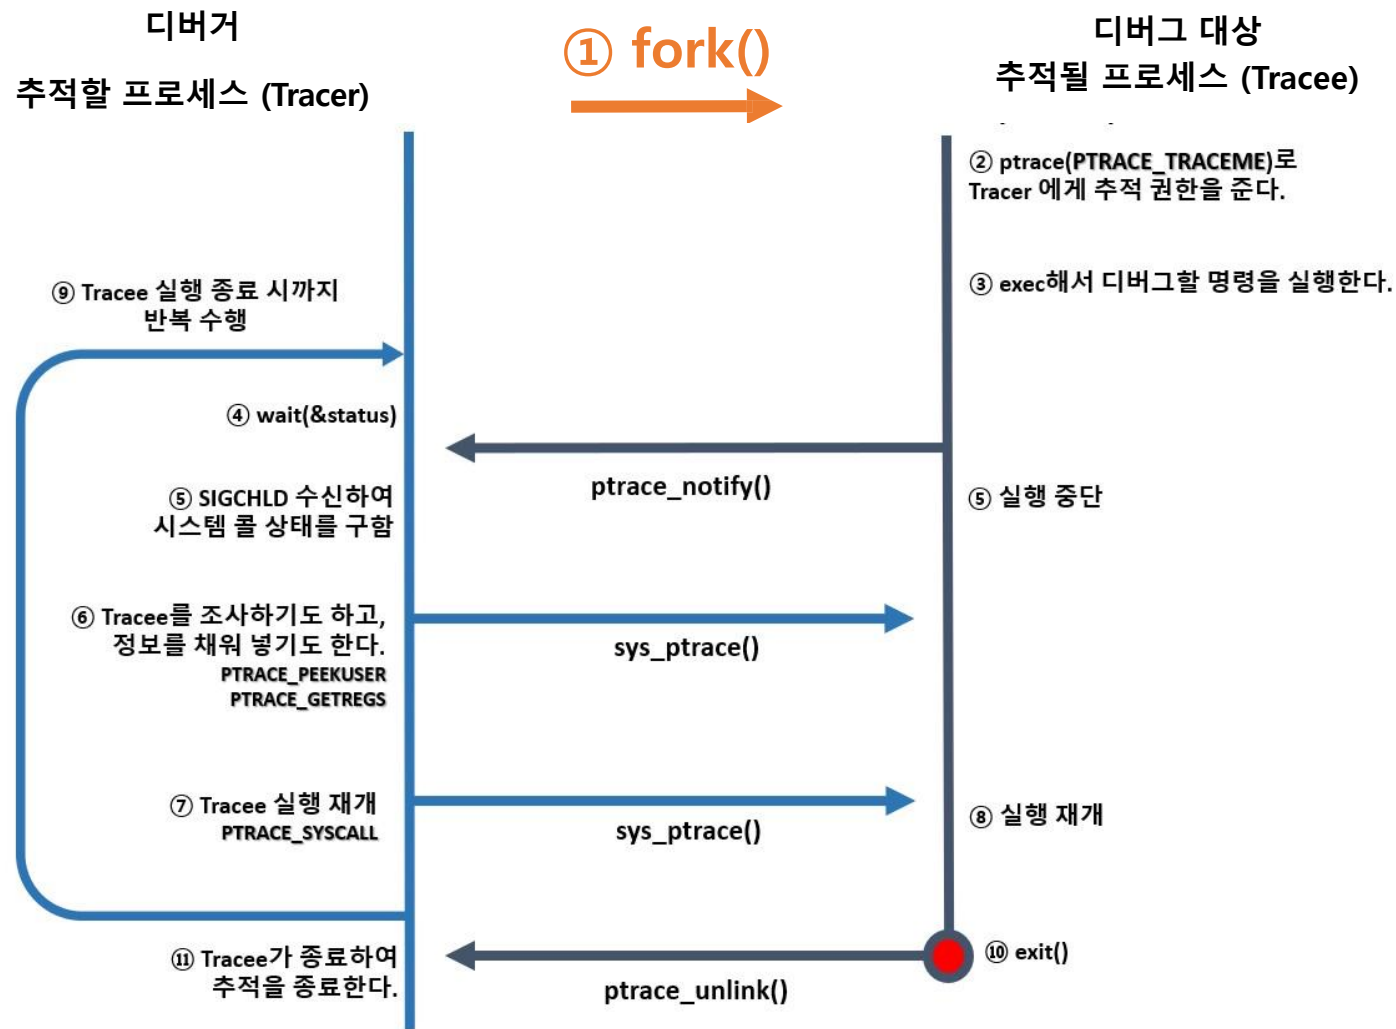 디버거
추적할 프로세스 (Tracer)
① fork()
디버그 대상
추적될 프로세스 (Tracee)
② ptrace(PTRACE_TRACEME)로
Tracer 에게 추적 권한을 준다.
③ exec해서 디버그할 명령을 실행한다.
⑨ Tracee 실행 종료 시까지
반복 수행
④ wait(&status)
ptrace_notify()
⑤ SIGCHLD 수신하여
시스템 콜 상태를 구함
⑤ 실행 중단
⑥ Tracee를 조사하기도 하고,
정보를 채워 넣기도 한다.
PTRACE_PEEKUSER
PTRACE_GETREGS
sys_ptrace()
⑦ Tracee 실행 재개
PTRACE_SYSCALL
sys_ptrace()
⑧ 실행 재개
⑩ exit()
⑪ Tracee가 종료하여
추적을 종료한다.
ptrace_unlink()